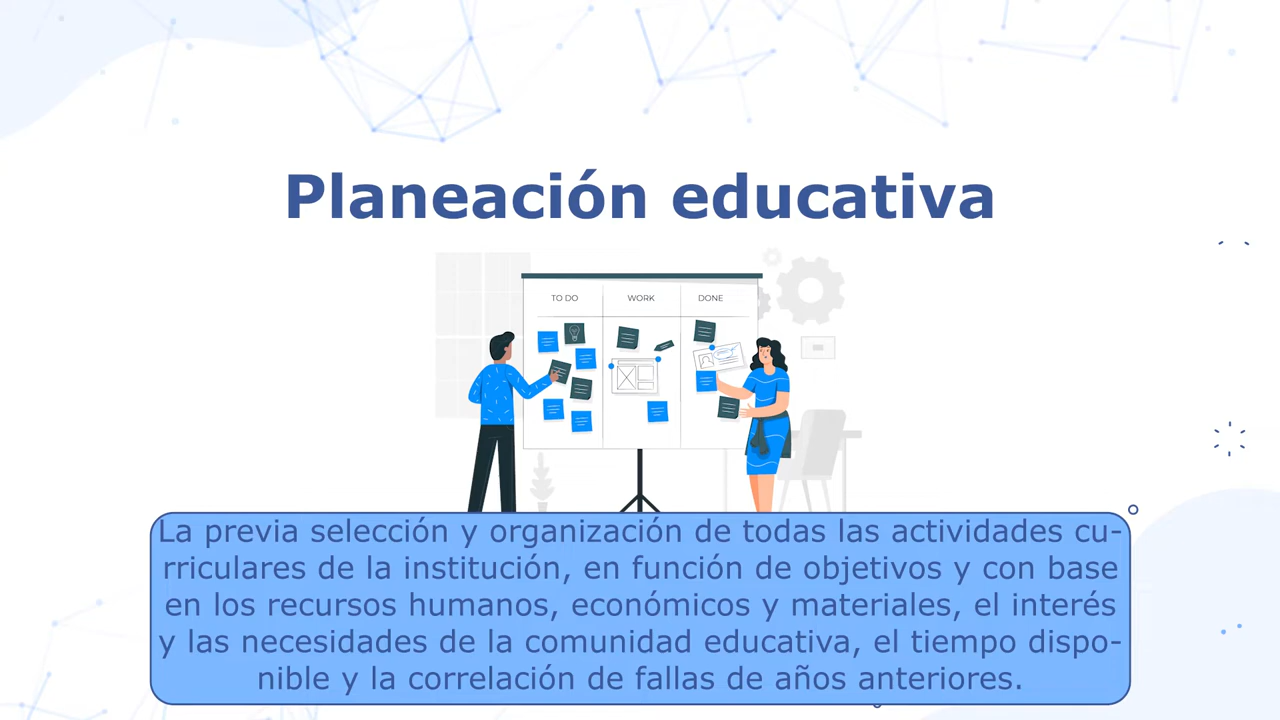 Planeación educativa
TO DO WORK DONE
La previa selección y organización de todas las actividades cu-
rriculares de la institución, en función de objetivos y con base
en los recursos humanos, económicos y materiales, el interés
y las necesidades de la comunidad educativa, el tiempo dispo-
nible y la correlación de fallas de años anteriores.